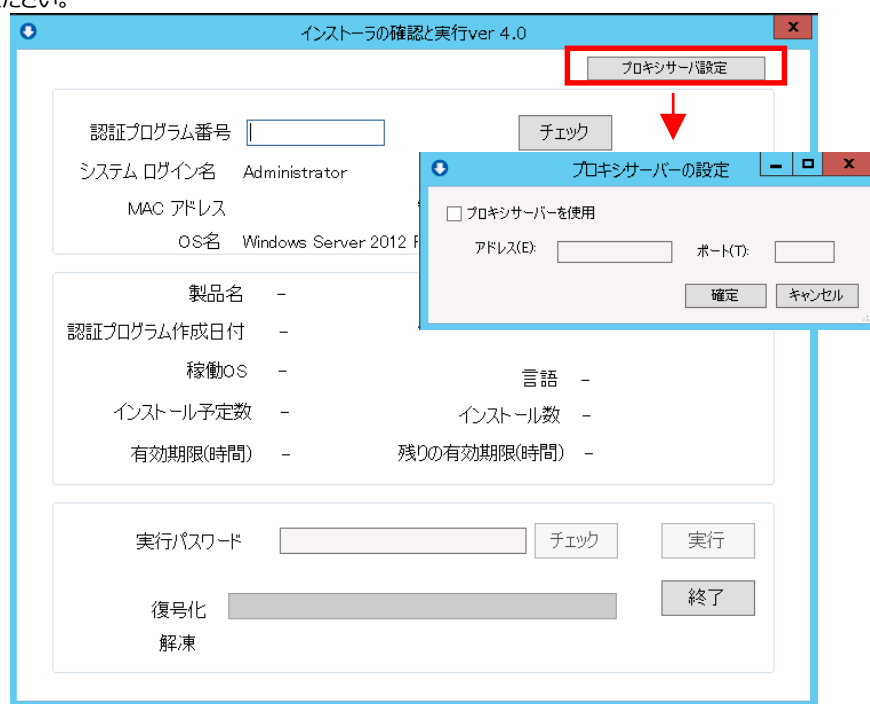 ください。
インストーラの確認と実行ver 4.0
プロキシサーバ設定
認証プログラム番号
チェック
システム ログイン名 Administrator
MAC アドレス
OS名 Windows Server 2012
プロキシサーバーの設定
プロキシサーバーを使用
アドレス(E):
ポート(T):
確定
キャンセル
製品名 -
認証プログラム作成日付 -
稼働OS -
言語 -
インストール予定数 -
インストール数 -
有効期限(時間) -
残りの有効期限(時間) -
実行パスワード
チェック
実行
復号化
終了
解凍